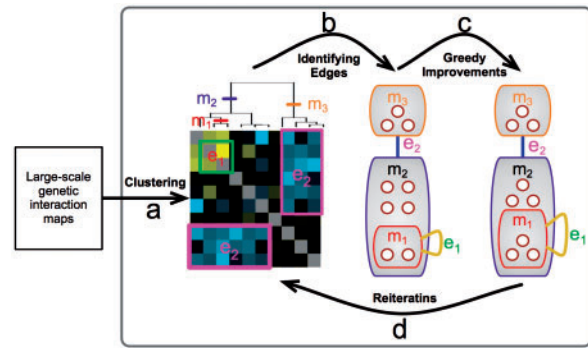 b
c
Identifying
Edges
Greedy
Improvements
m2
m3
m1
m3
m3
e1
e2
e2
e2
Large-scale
genetic
interaction
maps
Clustering
a
m2
m2
m1
m1
e1
e1
e2
Reiteratins
d